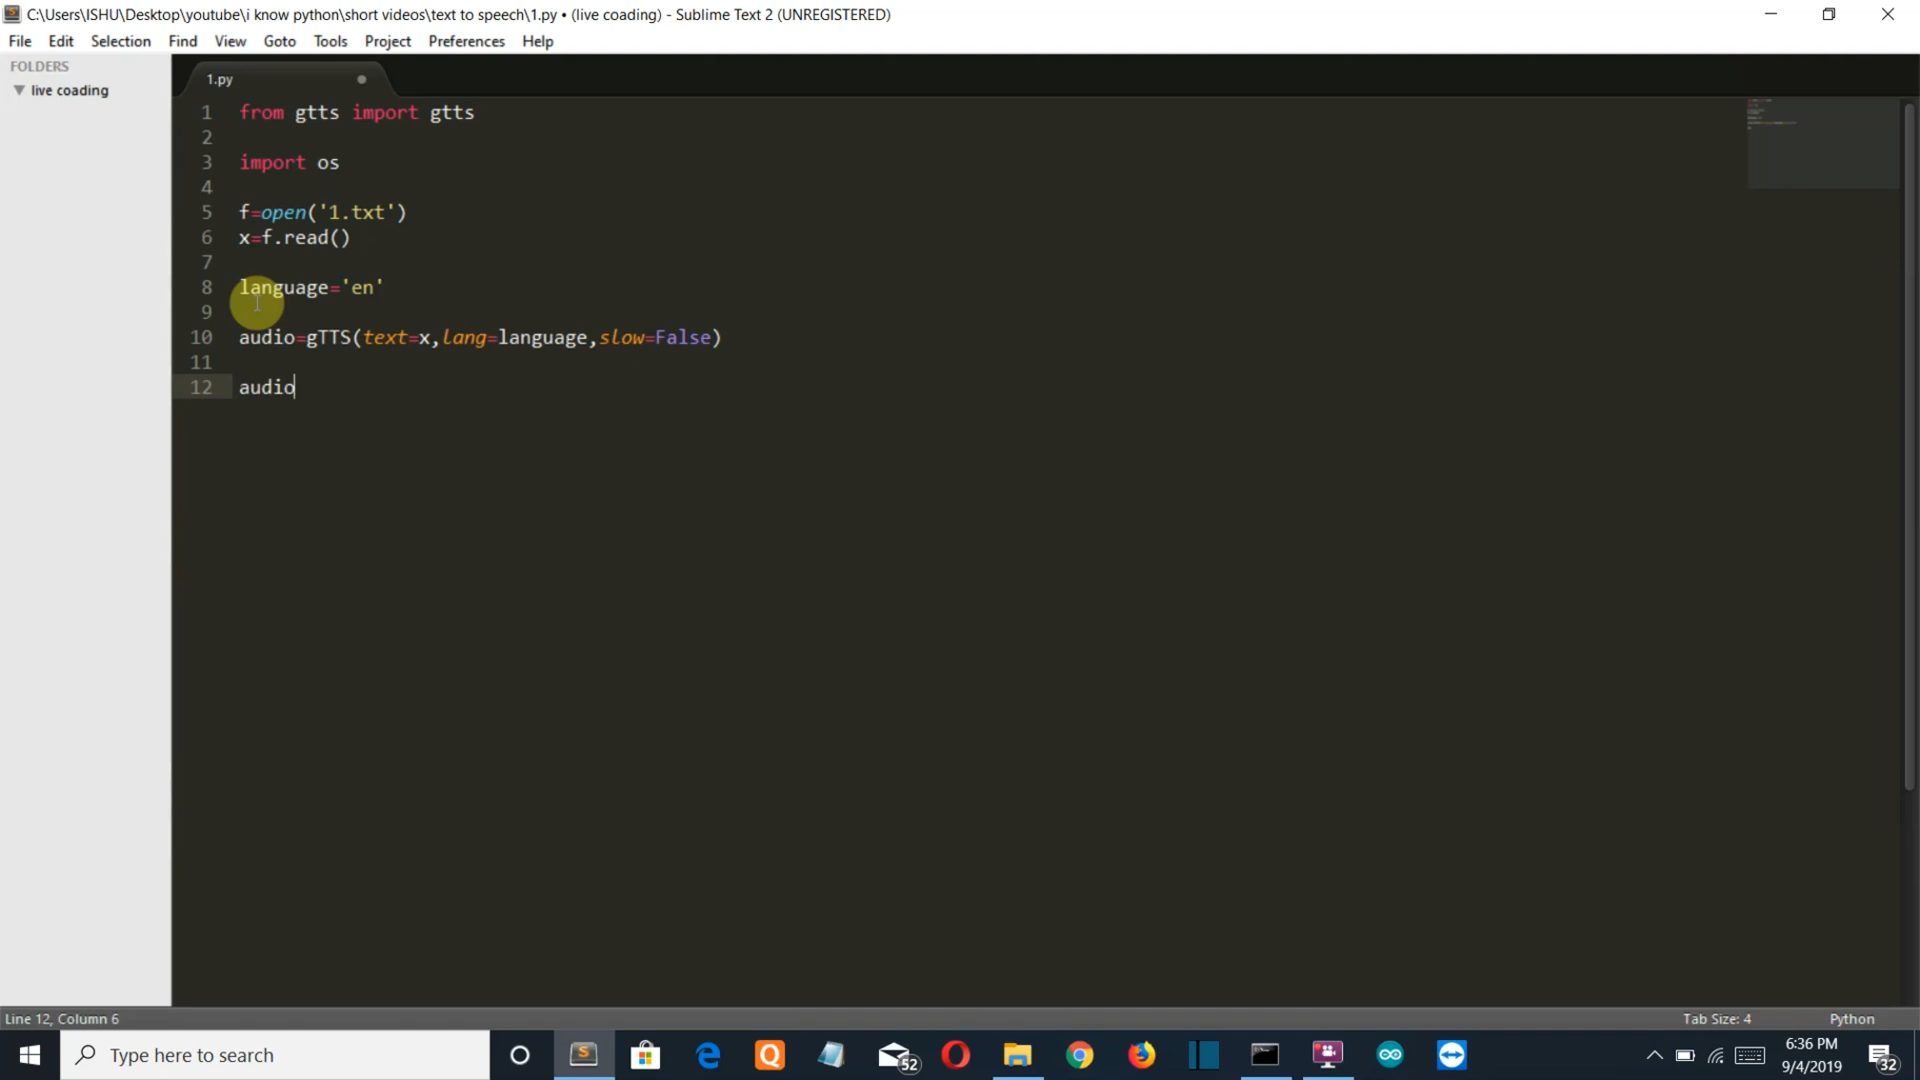 C:\Users\ISHU\Desktop\youtube\i know python\short videos\text to speech\1.py • (live coading) - Sublime Text 2 (UNREGISTERED)
File Edit Selection Find View Goto Tools Project Preferences Help
FOLDERS
live coading
1.py
1 from gtts import gtts
2
3 import os
4
5 f=open('1.txt')
6 x=f.read()
7
8 language='en'
9
10 audio=gTTS(text=x,lang=language,slow=False)
11
12 audio
Line 12, Column 6
Tab Size: 4
Python
Type here to search
52
6:36 PM
9/4/2019
32